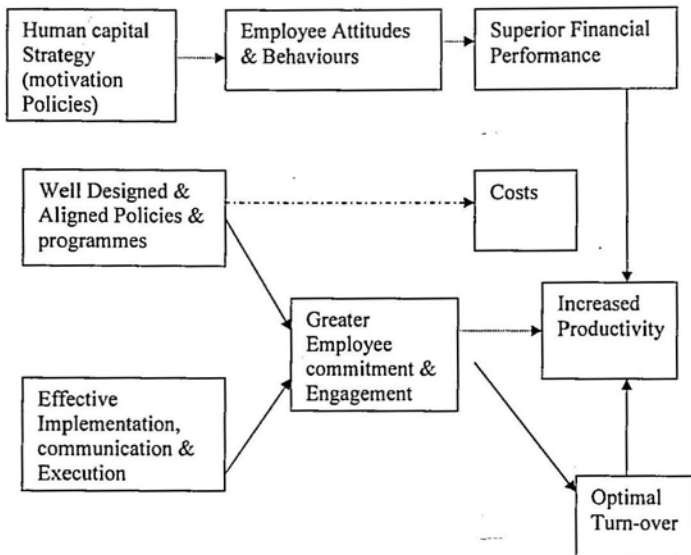 Human capital
Strategy
(motivation
Policies)
Employee Attitudes
& Behaviours
Superior Financial
Performance
Well Designed &
Aligned Policies &
programmes
Costs
Greater
Employee
commitment &
Engagement
Increased
Productivity
Effective
Implementation,
communication &
Execution
Optimal
Turn-over